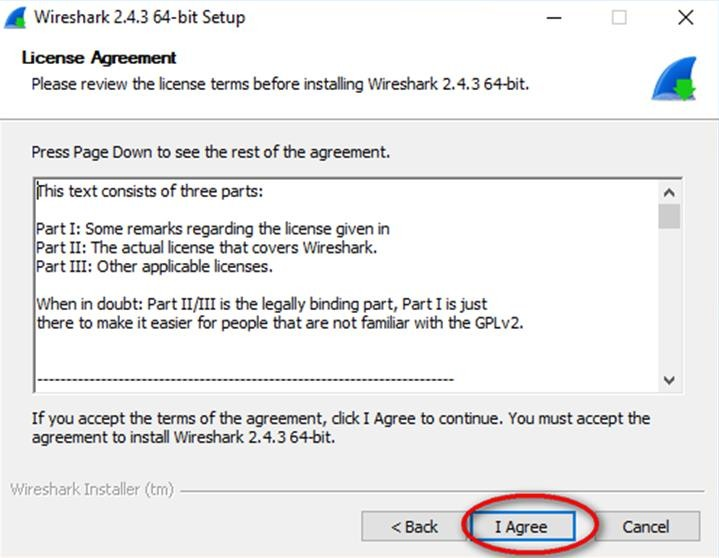 Wireshark 2.4.3 64-bit Setup
License Agreement
Please review the license terms before installing Wireshark 2.4.3 64-bit.
Press Page Down to see the rest of the agreement.
This text consists of three parts:
Part I: Some remarks regarding the license given in
Part II: The actual license that covers Wireshark.
Part III: Other applicable licenses.
When in doubt: Part II/III is the legally binding part, Part I is just
there to make it easier for people that are not familiar with the GPLv2.
-------------------------------------------------------------------------------
If you accept the terms of the agreement, click I Agree to continue. You must accept the
agreement to install Wireshark 2.4.3 64-bit.
Wireshark Installer (tm)
< Back I Agree Cancel